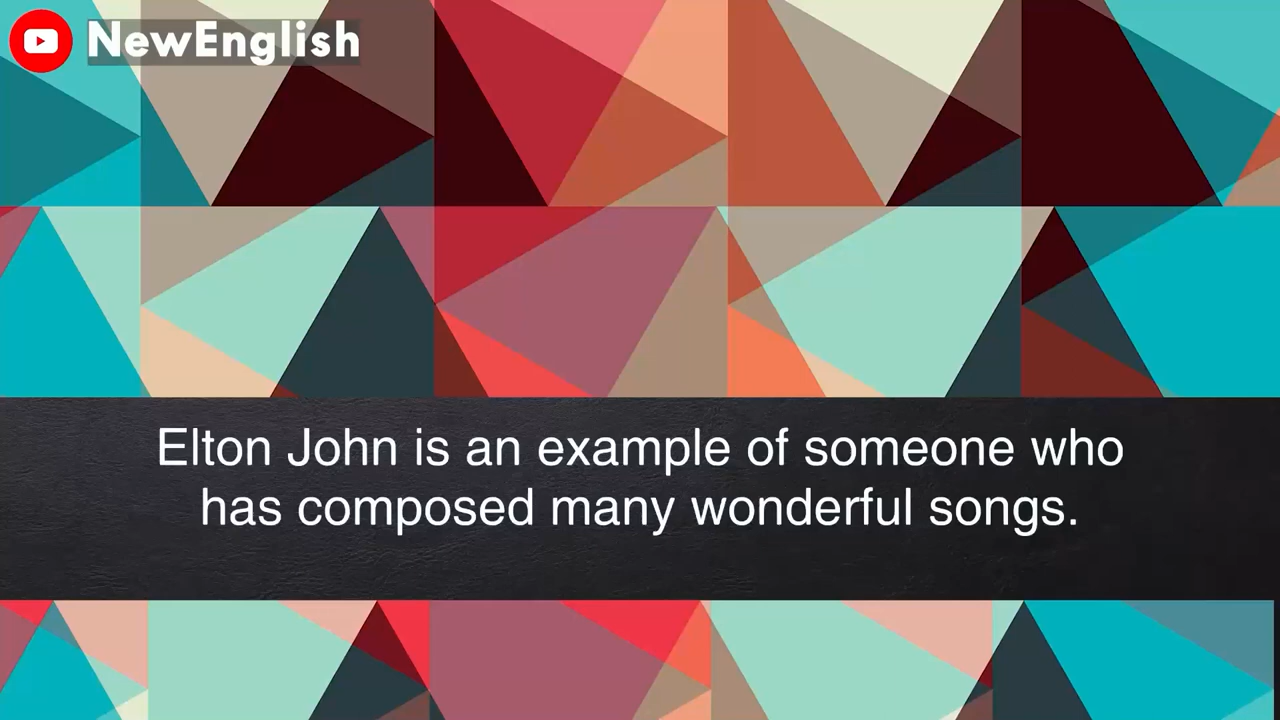 NewEnglish
Elton John is an example of someone who
has composed many wonderful songs.